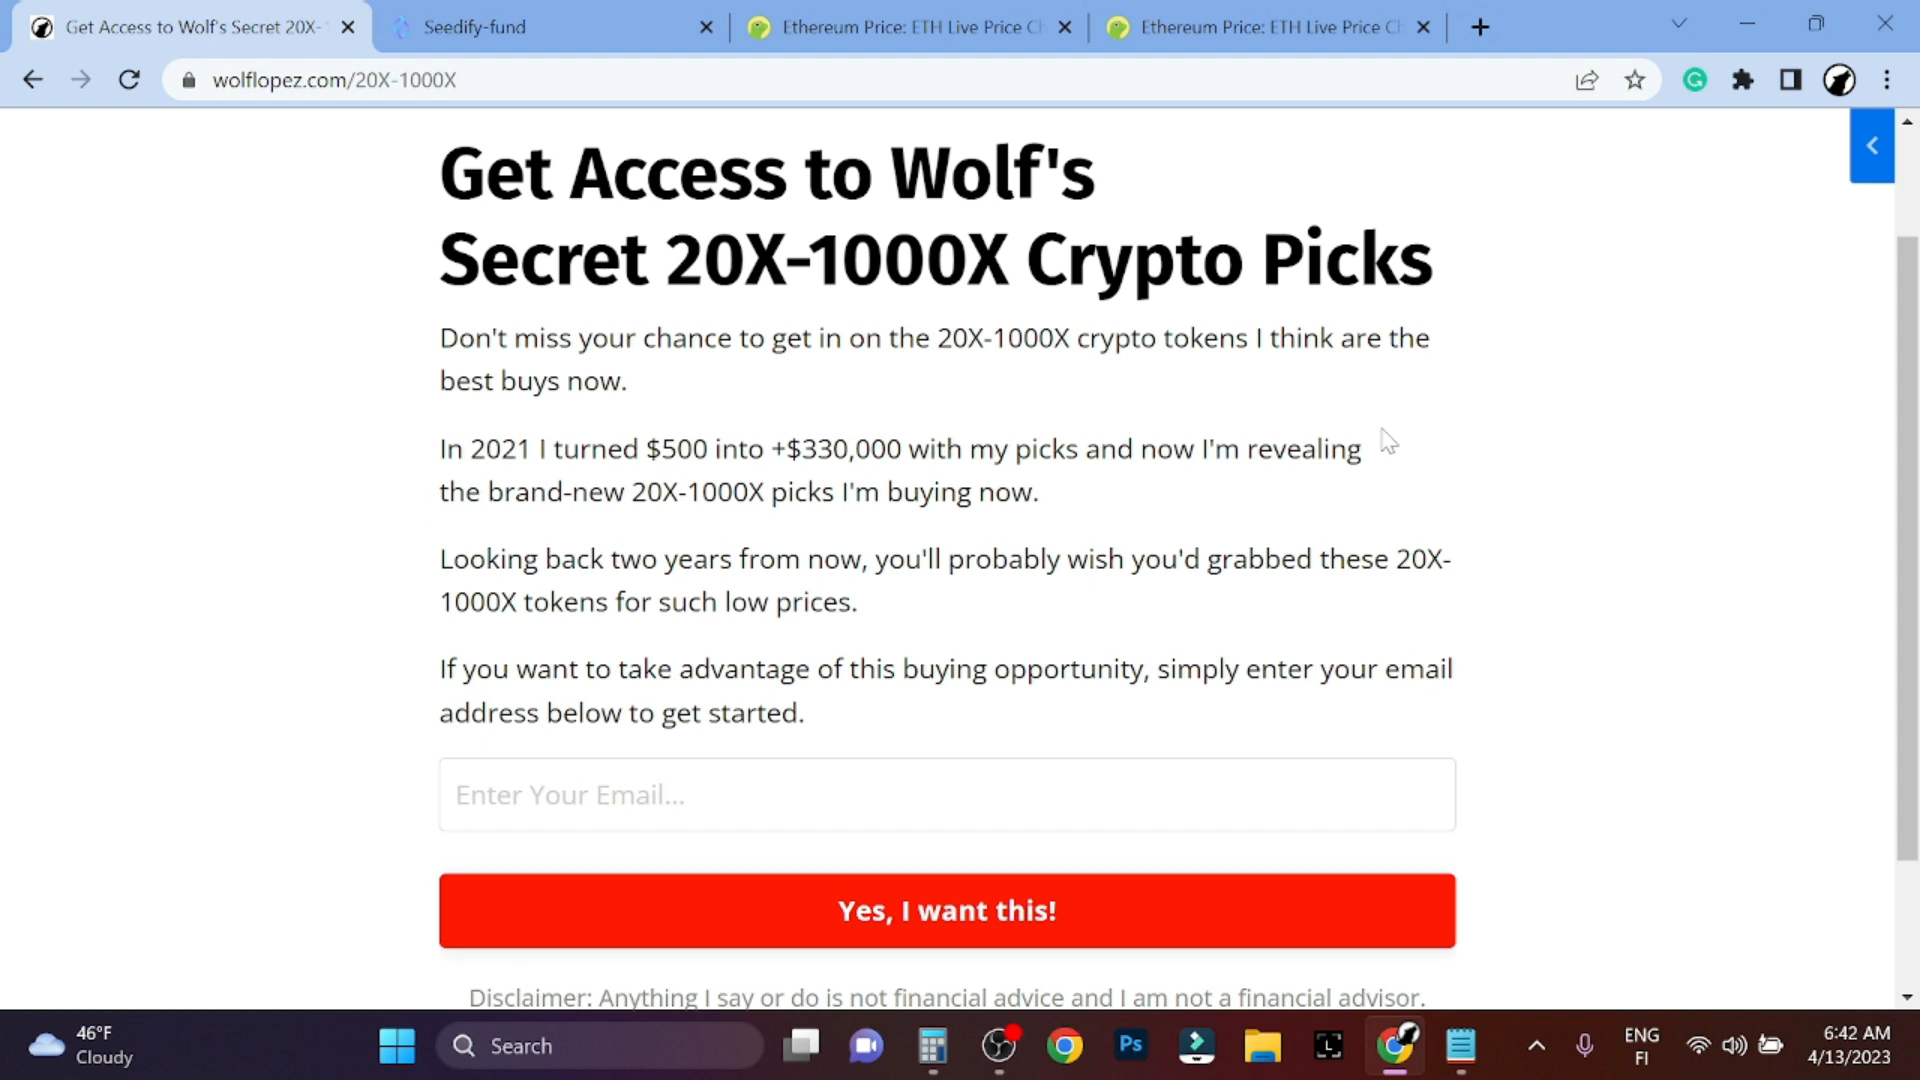 Get Access to Wolf's Secret 20X-
Seedify-fund
Ethereum Price: ETH Live Price Ch
Ethereum Price: ETH Live Price Ch
wolflopez.com/20X-1000X
Get Access to Wolf's
Secret 20X-1000X Crypto Picks
Don't miss your chance to get in on the 20X-1000X crypto tokens I think are the
best buys now.
In 2021 I turned $500 into +$330,000 with my picks and now I'm revealing
the brand-new 20X-1000X picks I'm buying now.
Looking back two years from now, you'll probably wish you'd grabbed these 20X-
1000X tokens for such low prices.
If you want to take advantage of this buying opportunity, simply enter your email
address below to get started.
Enter Your Email...
Yes, I want this!
Disclaimer: Anything I say or do is not financial advice and I am not a financial advisor.
46°F
Cloudy
Search
Ps
L
ENG
FI
6:42 AM
4/13/2023